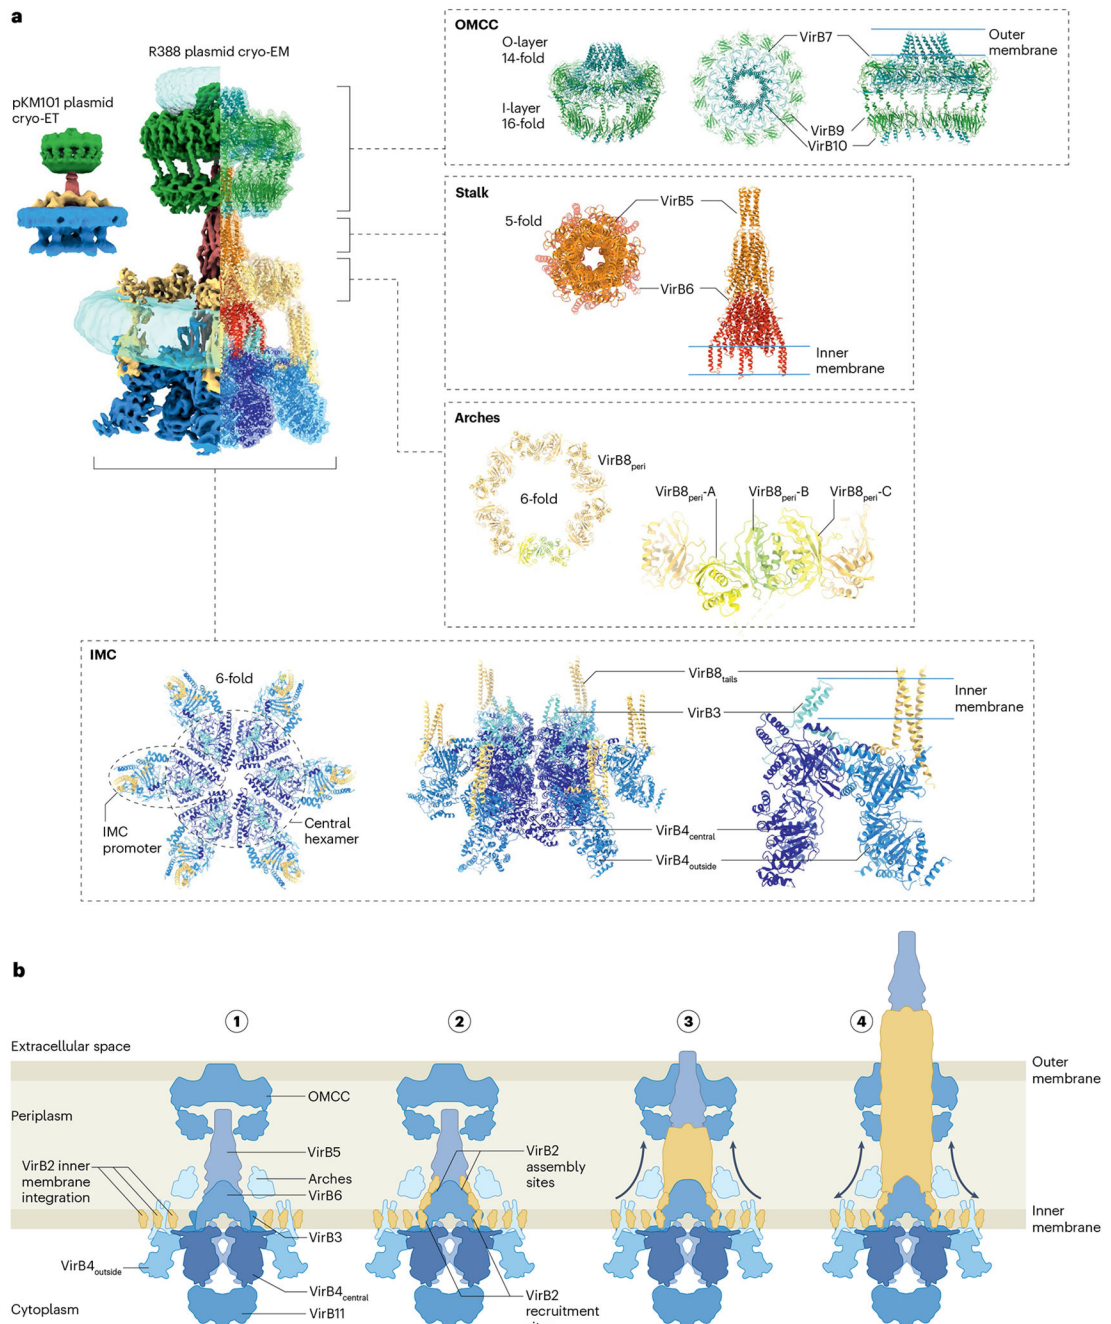 a
R388 plasmid cryo-EM
pKM101 plasmid
cryo-ET
OMCC
O-layer
14-fold
I-layer
16-fold
VirB7
VirB9
VirB10
Outer
membrane
Stalk
5-fold
VirB5
VirB6
Inner
membrane
Arches
6-fold
VirB8peri
VirB8peri-A
VirB8peri-B
VirB8peri-C
IMC
6-fold
IMC
promoter
Central
hexamer
VirB8tails
VirB3
VirB4central
VirB4outside
Inner
membrane
b
1
2
3
4
Extracellular space
Outer
membrane
OMCC
Periplasm
VirB5
VirB2 inner
membrane
integration
Arches
VirB6
VirB2
assembly
sites
Inner
membrane
VirB3
VirB4outside
VirB4central
VirB11
VirB2
recruitment
Cytoplasm